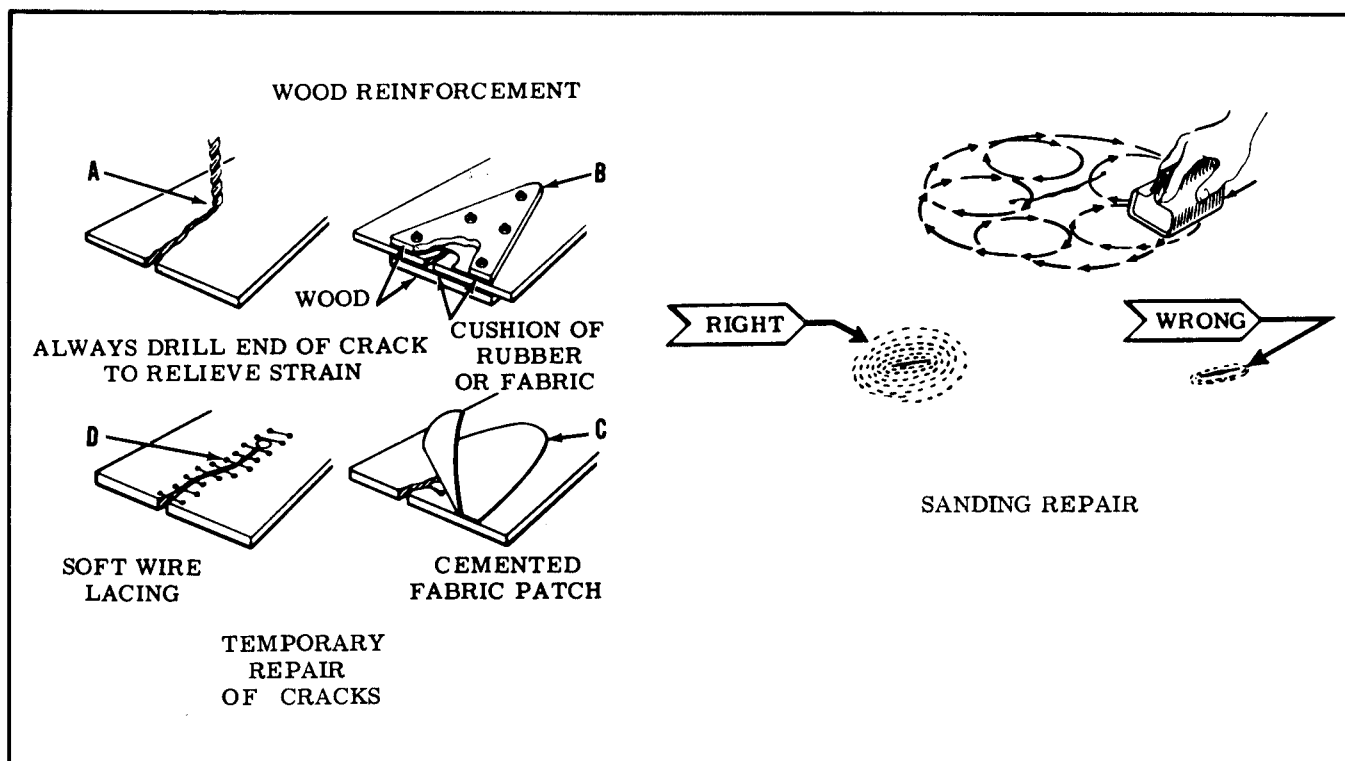 WOOD REINFORCEMENT
A
B
WOOD
CUSHION OF
RUBBER
OR FABRIC
ALWAYS DRILL END OF CRACK
TO RELIEVE STRAIN
D
C
SOFT WIRE
LACING
CEMENTED
FABRIC PATCH
TEMPORARY
REPAIR
OF CRACKS
RIGHT
WRONG
SANDING REPAIR